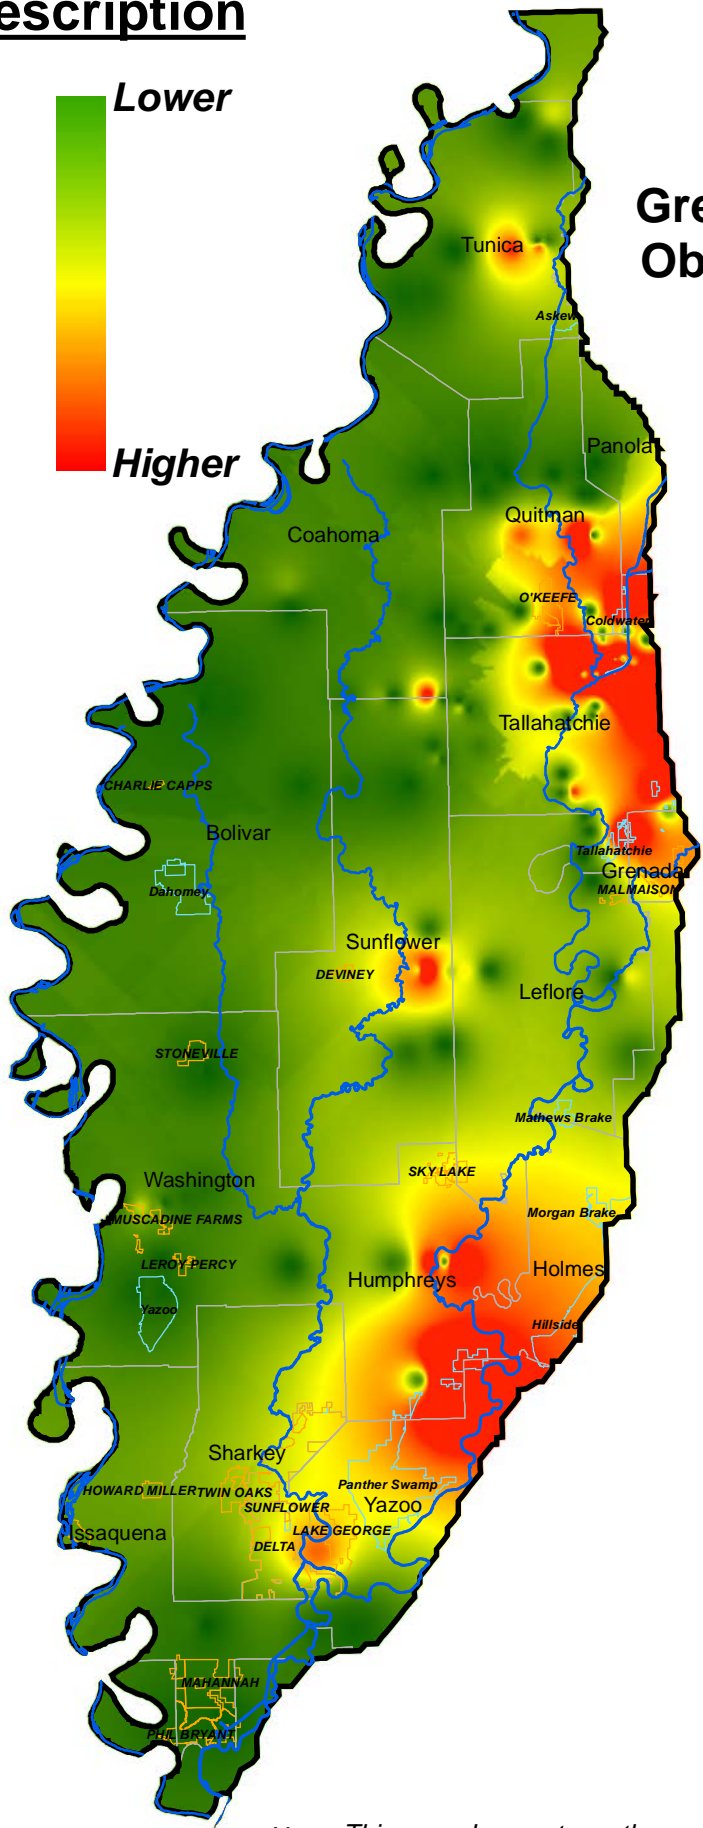 escription
Lower
Gre
Tunica
Ob
Askew
Panola
Higher
Quitman
Coahoma
O'KEEFE
Coldwater
Tallahatchie
CHARLIE CAPPS
Bolivar
Tallahatchie
Grenada
Dahomey
MALMAISON
Sunflower
DEVINEY
Leflore
STONEVILLE
Mathews Brake
SKY LAKE
Washington
MUSCADINE FARMS
Morgan Brake
LEROY PERCY
Holmes
Humphreys
Yazoo
Hillside
Sharkey
Panther Swamp
HOWARD MILLER
TWIN OAKS
SUNFLOWER
Yazoo
LAKE GEORGE
Issaquena
DELTA
MAHANNAH
PHIL BRYANT